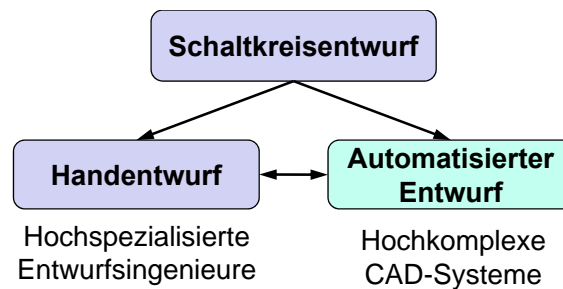 Schaltkreisentwurf
Handentwurf
Automatisierter
Entwurf
Hochspezialisierte
Entwurfsingenieure
Hochkomplexe
CAD-Systeme